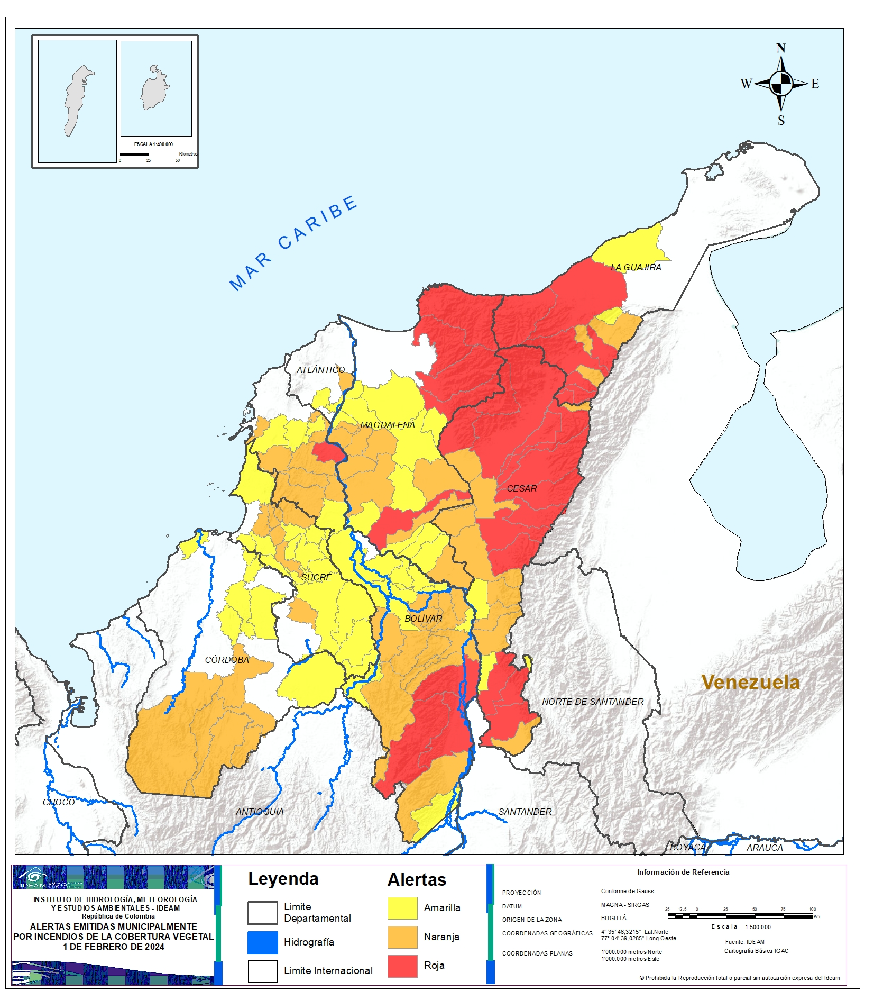 ESCALA 1:400.000
Kilómetros
0 25 50
N
W E
S
MAR CARIBE
LA GUAJIRA
ATLÁNTICO
MAGDALENA
CESAR
SUCRE
BOLÍVAR
CÓRDOBA
Venezuela
NORTE DE SANTANDER
CHOCÓ
ANTIOQUIA
SANTANDER
BOYACÁ
ARAUCA
IDEAM
INSTITUTO DE HIDROLOGÍA, METEOROLOGÍA
Y ESTUDIOS AMBIENTALES - IDEAM
República de Colombia
ALERTAS EMITIDAS MUNICIPALMENTE
POR INCENDIOS DE LA COBERTURA VEGETAL
1 DE FEBRERO DE 2024
Leyenda
Limite
Departamental
Hidrografía
Limite Internacional
Alertas
Amarilla
Naranja
Roja
Información de Referencia
PROYECCIÓN Conforme de Gauss
DATUM MAGNA - SIRGAS
ORIGEN DE LA ZONA BOGOTÁ
COORDENADAS GEOGRÁFICAS 4° 35' 46,3215" Lat.Norte
77° 04' 39,0285" Long.Oeste
COORDENADAS PLANAS 1'000.000 metros Norte
1'000.000 metros Este
25 12,5 0 25 50 75 100
Km
Escala 1:500.000
Fuente: IDEAM
Cartografía Básica IGAC
© Prohibida la Reproducción total o parcial sin autozación expresa del Ideam